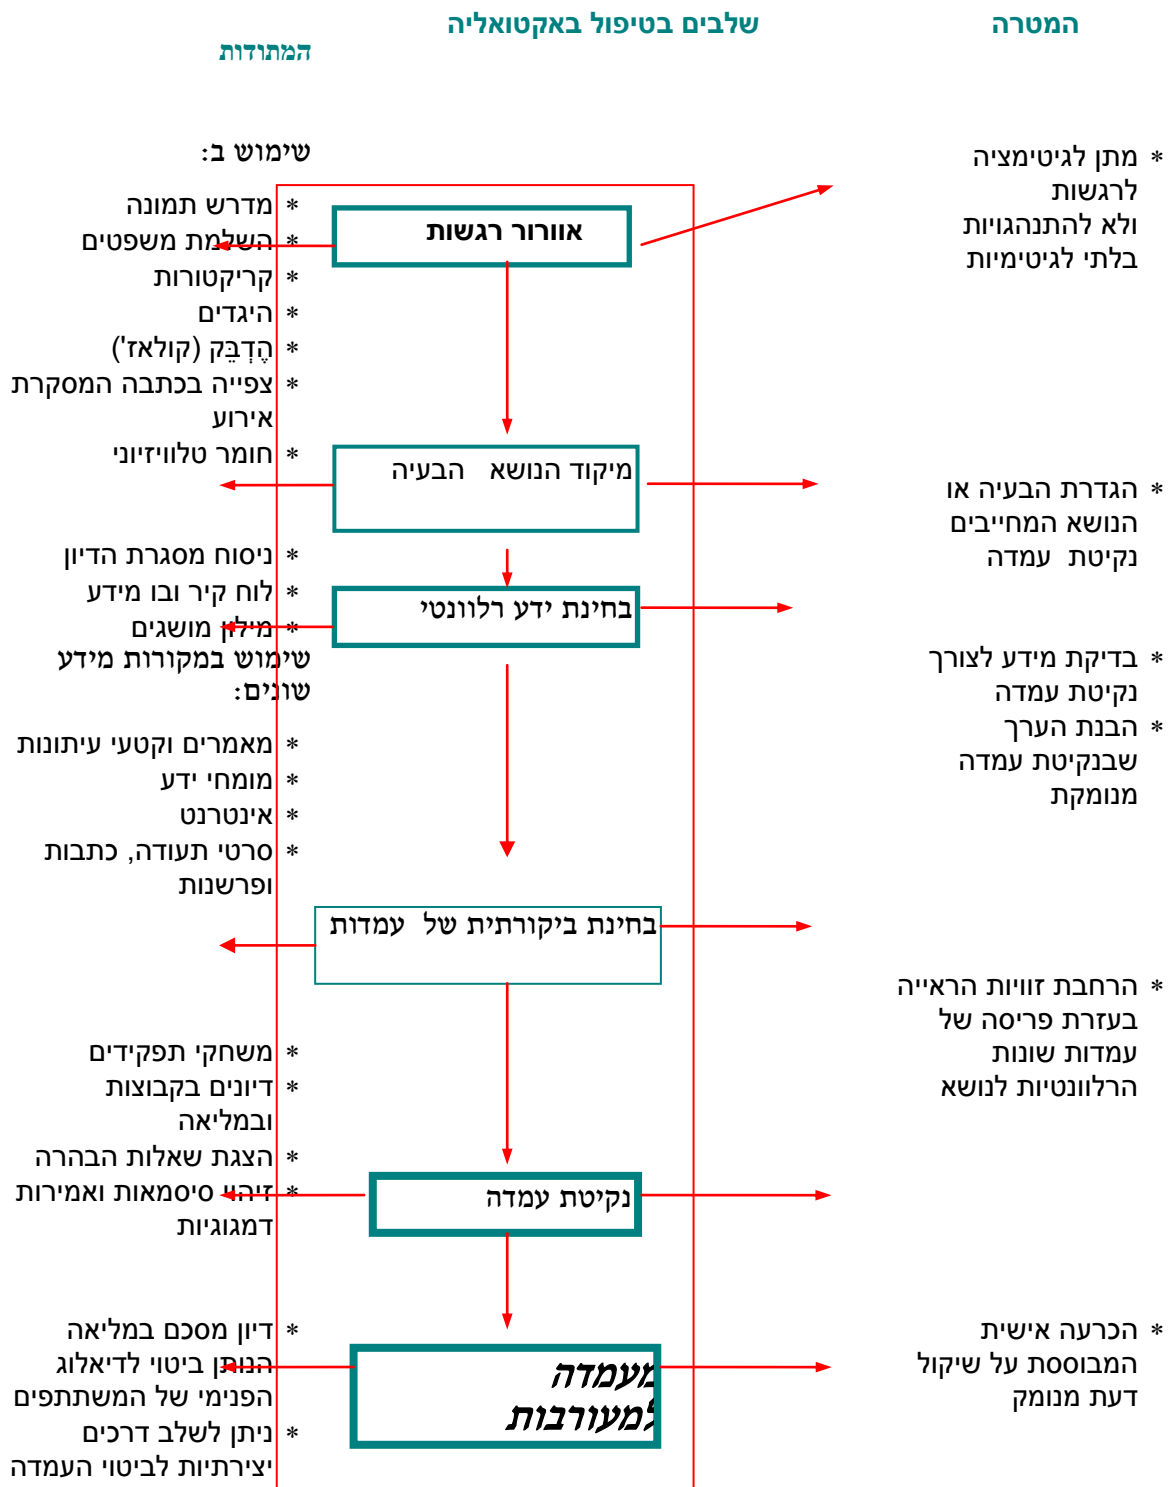 המטרה
שלבים בטיפול באקטואליה
המתודות
* מתן לגיטימציה
לרגשות
ולא להתנהגויות
בלתי לגיטימיות
* הגדרת הבעיה או
הנושא המחייבים
נקיטת עמדה
* בדיקת מידע לצורך
נקיטת עמדה
* הבנת הערך
שבנקיטת עמדה
מנומקת
* הרחבת זוויות הראייה
בעזרת פריסה של
עמדות שונות
הרלוונטיות לנושא
* הכרעה אישית
המבוססת על שיקול
דעת מנומק
אוורור רגשות
מיקוד הנושא הבעיה
בחינת ידע רלוונטי
בחינת ביקורתית של עמדות
נקיטת עמדה
מעמדה
למעורבות
שימוש ב:
* מדרש תמונה
* השלמת משפטים
* קריקטורות
* היגדים
* הֶדְבֵּק (קולאז')
* צפייה בכתבה המסקרת
אירוע
* חומר טלוויזיוני
* ניסוח מסגרת הדיון
* לוח קיר ובו מידע
* מילון מושגים
שימוש במקורות מידע
שונים:
* מאמרים וקטעי עיתונות
* מומחי ידע
* אינטרנט
* סרטי תעודה, כתבות
ופרשנות
* משחקי תפקידים
* דיונים בקבוצות
ובמליאה
* הצגת שאלות הבהרה
* זיהוי סיסמאות ואמירות
דמגוגיות
* דיון מסכם במליאה
הנותן ביטוי לדיאלוג
הפנימי של המשתתפים
* ניתן לשלב דרכים
יצירתיות לביטוי העמדה